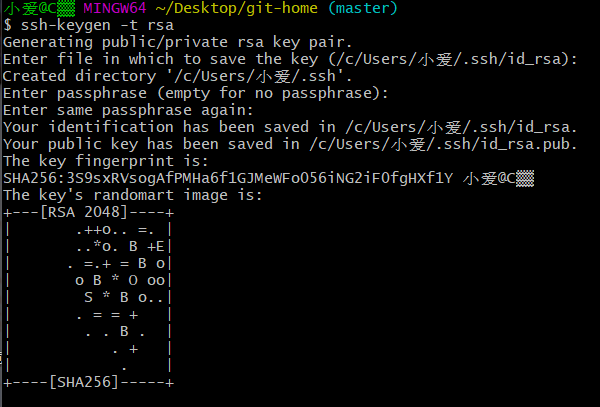 小爱@C▒▒ MINGW64 ~/Desktop/git-home (master)
$ ssh-keygen -t rsa
Generating public/private rsa key pair.
Enter file in which to save the key (/c/Users/小爱/.ssh/id_rsa):
Created directory '/c/Users/小爱/.ssh'.
Enter passphrase (empty for no passphrase):
Enter same passphrase again:
Your identification has been saved in /c/Users/小爱/.ssh/id_rsa.
Your public key has been saved in /c/Users/小爱/.ssh/id_rsa.pub.
The key fingerprint is:
SHA256:3S9sxRVsogAfPMHa6f1GJMeWFoO56iNG2iF0fgHXf1Y 小爱@C▒▒
The key's randomart image is:
+---[RSA 2048]----+
|       .++o.. =. |
|       ..*o. B +E|
|      . =.+ = B o|
|       o B * O oo|
|        S * B o..|
|       . = = +   |
|        . . B .  |
|           . +   |
|            .    |
+----[SHA256]-----+